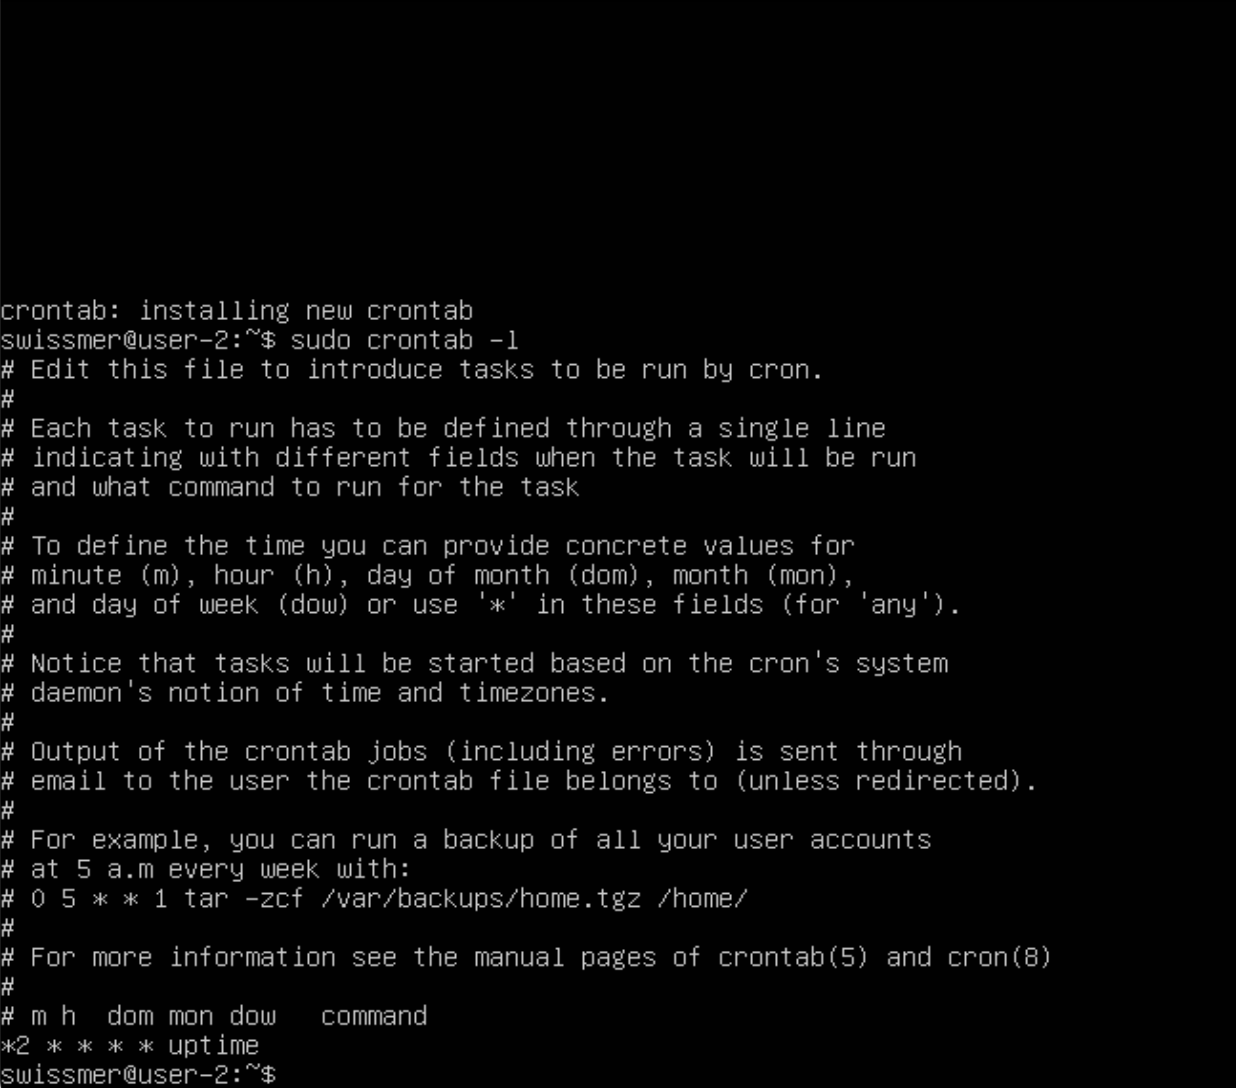 crontab: installing new crontab
swissmer@user-2:~$ sudo crontab -l
# Edit this file to introduce tasks to be run by cron.
#
# Each task to run has to be defined through a single line
# indicating with different fields when the task will be run
# and what command to run for the task
#
# To define the time you can provide concrete values for
# minute (m), hour (h), day of month (dom), month (mon),
# and day of week (dow) or use '*' in these fields (for 'any').
#
# Notice that tasks will be started based on the cron's system
# daemon's notion of time and timezones.
#
# Output of the crontab jobs (including errors) is sent through
# email to the user the crontab file belongs to (unless redirected).
#
# For example, you can run a backup of all your user accounts
# at 5 a.m every week with:
# 0 5 * * 1 tar -zcf /var/backups/home.tgz /home/
#
# For more information see the manual pages of crontab(5) and cron(8)
#
# m h  dom mon dow   command
*2 * * * * uptime
swissmer@user-2:~$